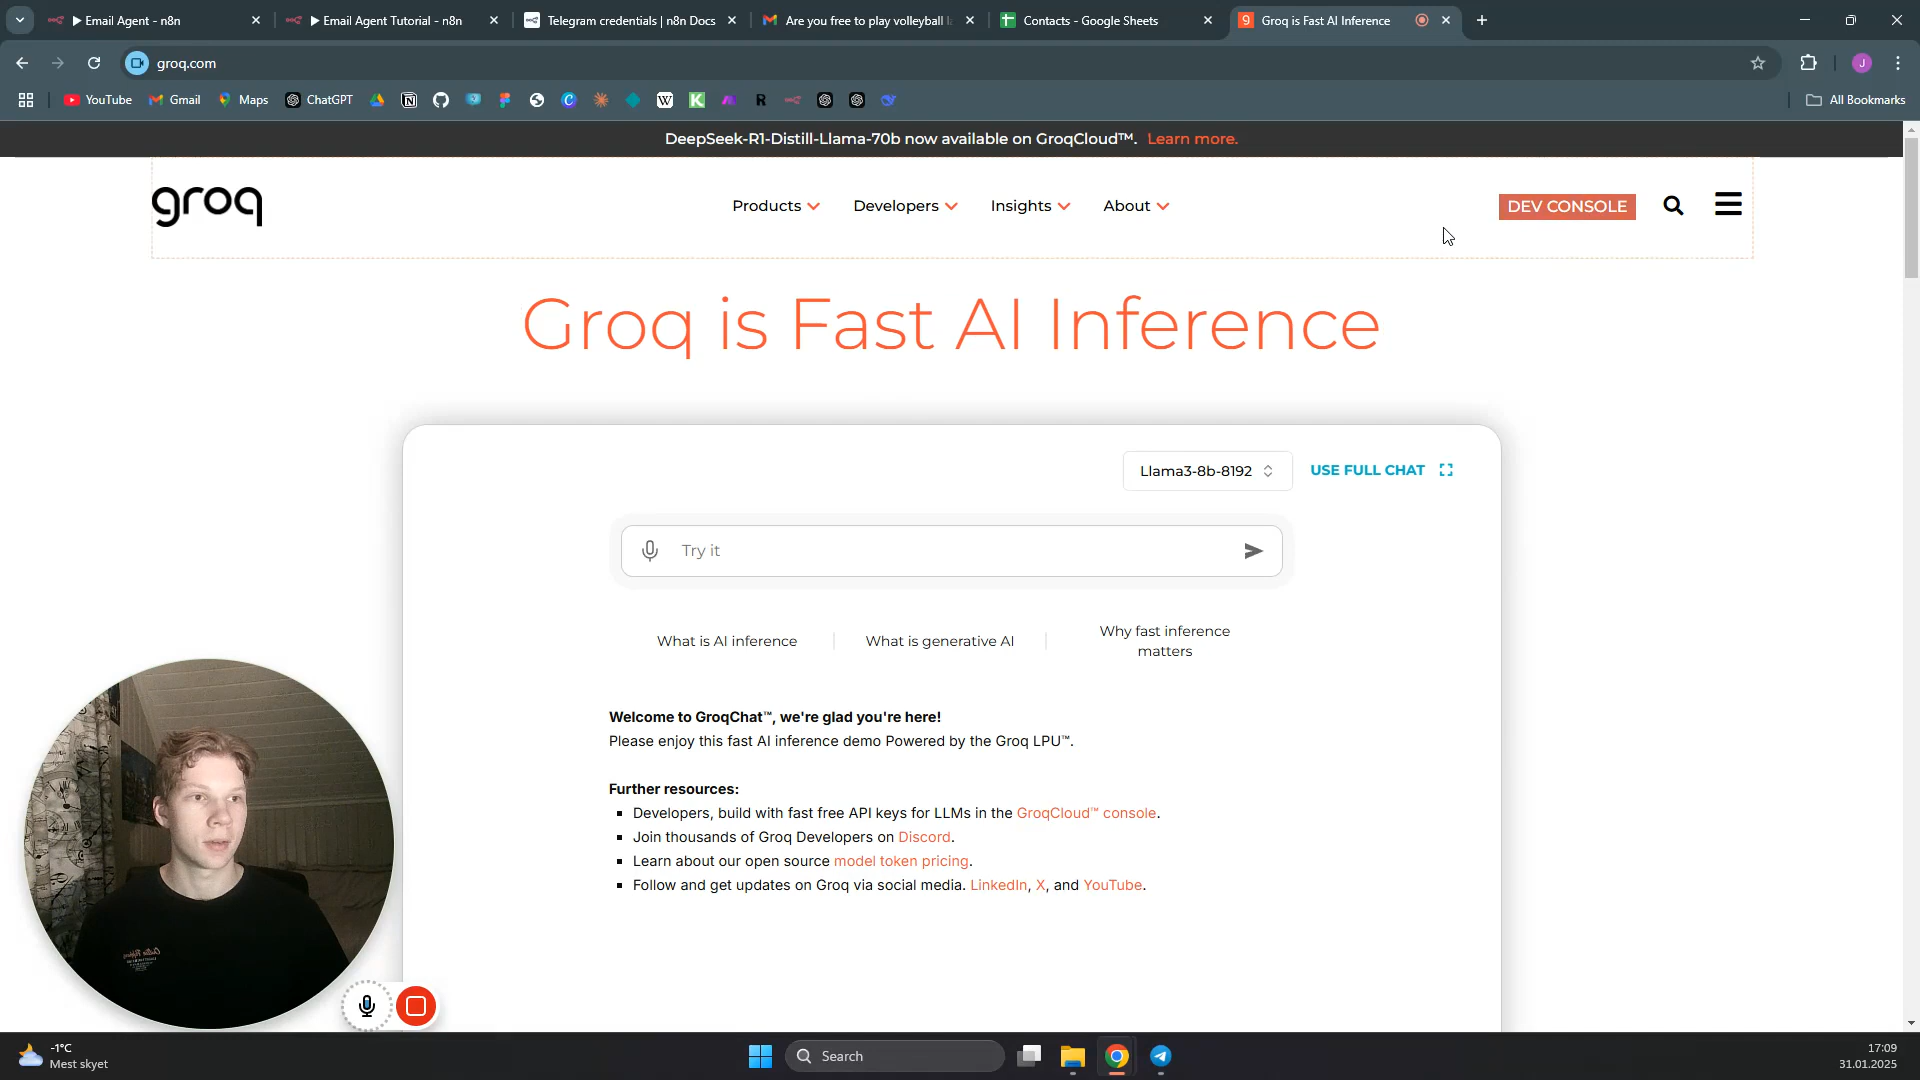 Email Agent - n8n
Email Agent Tutorial - n8n
Telegram credentials | n8n Docs
Are you free to play volleyball
Contacts - Google Sheets
Groq is Fast AI Inference
groq.com
J
YouTube
Gmail
Maps
ChatGPT
All Bookmarks
DeepSeek-R1-Distill-Llama-70b now available on GroqCloud™. Learn more.
groq
Products
Developers
Insights
About
DEV CONSOLE
Groq is Fast AI Inference
Llama3-8b-8192
USE FULL CHAT
Try it
What is AI inference
What is generative AI
Why fast inference
matters
Welcome to GroqChat™, we're glad you're here!
Please enjoy this fast AI inference demo Powered by the Groq LPU™.
Further resources:
Developers, build with fast free API keys for LLMs in the GroqCloud™ console.
Join thousands of Groq Developers on Discord.
Learn about our open source model token pricing.
Follow and get updates on Groq via social media. LinkedIn, X, and YouTube.
-1°C
Mest skyet
Search
17:09
31.01.2025